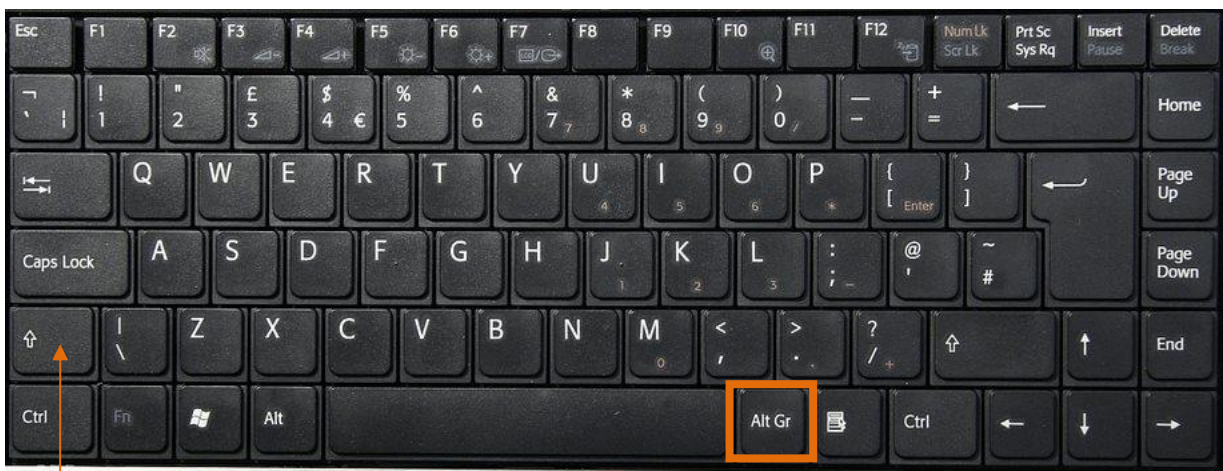 Esc F1 F2 F3 F4 F5 F6 F7 F8 F9 F10 F11 F12 Num Lk Prt Sc Insert Delete
Scr Lk Sys Rq Pause Break
¬ ! " £ $ % ^ & * ( ) — +
` ¦ 1 2 3 4 € 5 6 7 7 8 8 9 9 0 / - = Home
Q W E R T Y U I O P { } Page
4 5 6 * [ Enter ] Up
Caps Lock A S D F G H J K L : @ ~ Page
1 2 3 ; - ' # Down
| Z X C V B N M < > ? End
\ 0 , . / +
Ctrl Fn Alt Alt Gr Ctrl